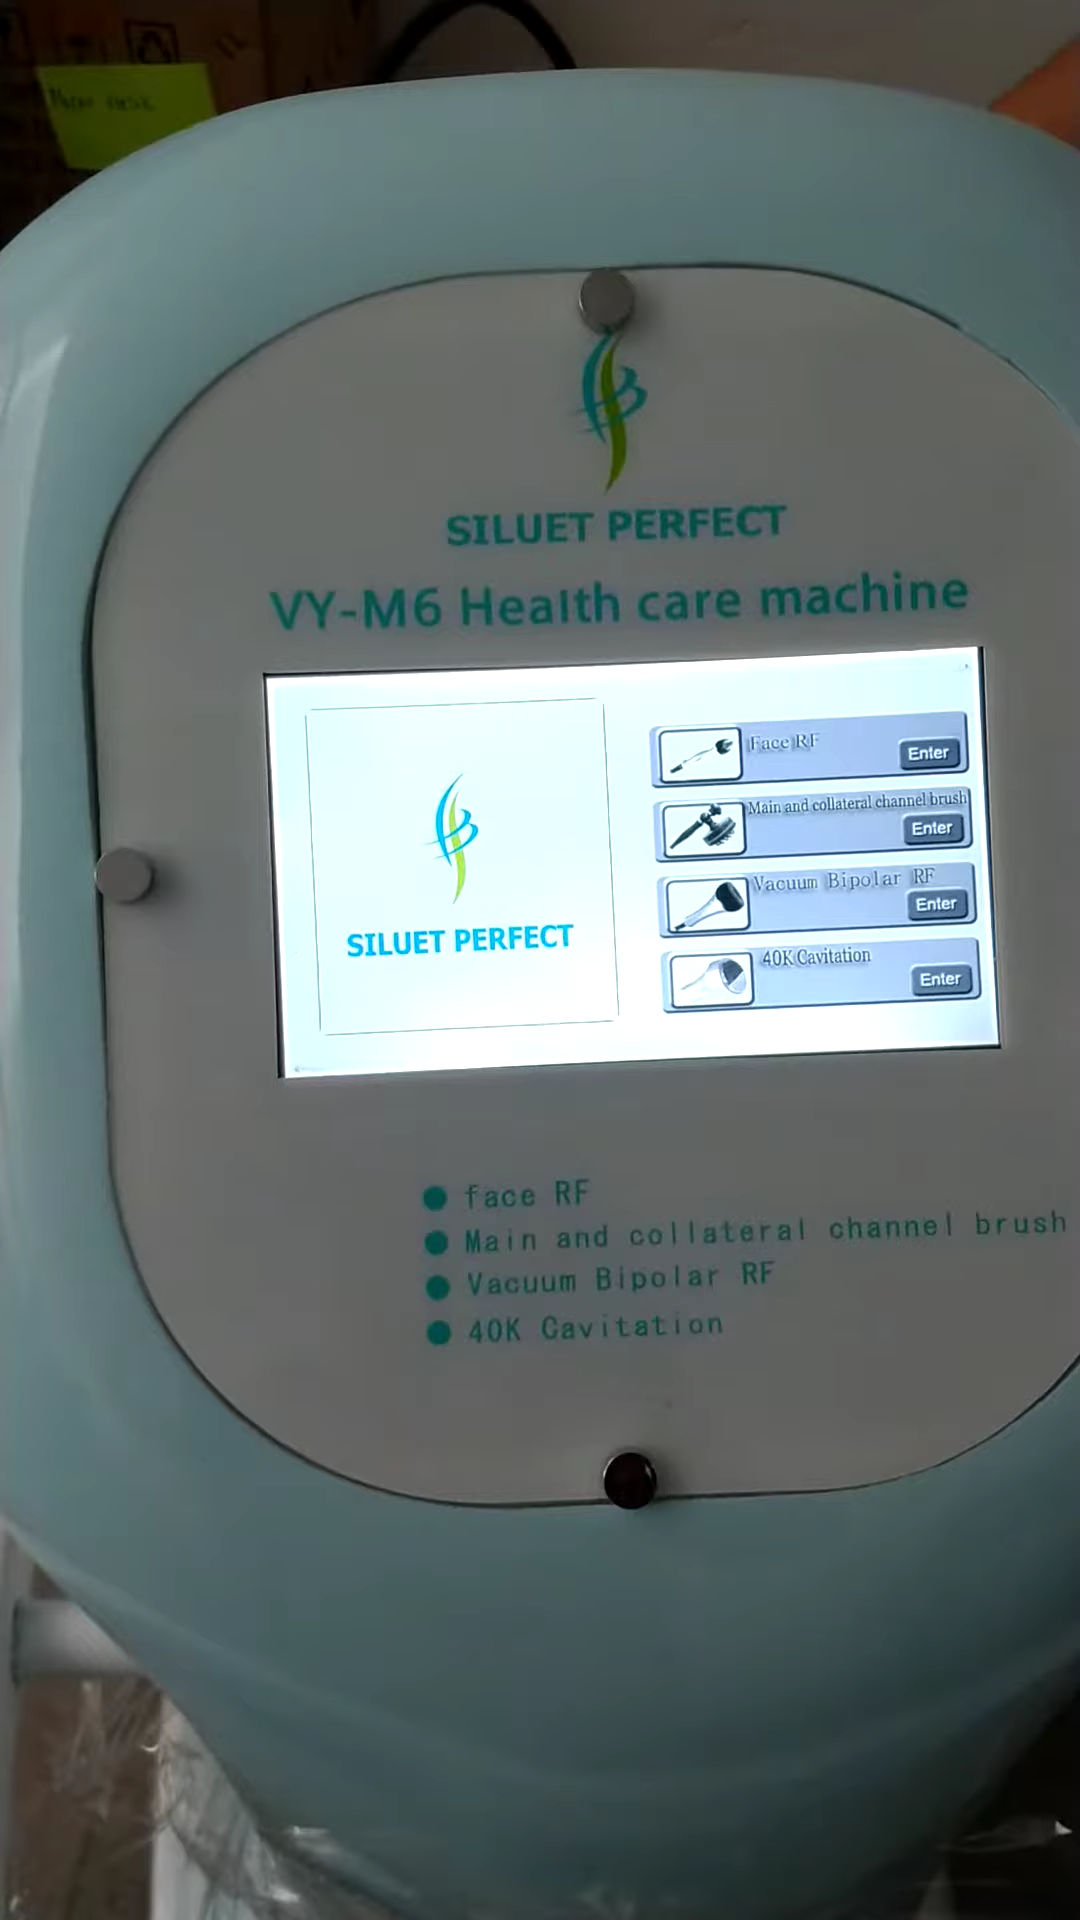 SILUET PERFECT
VY-M6 Health care machine
SILUET PERFECT
Face RF
Enter
Main and collateral channel brush
Enter
Vacuum Bipolar RF
Enter
40K Cavitation
Enter
face RF
Main and collateral channel brush
Vacuum Bipolar RF
40K Cavitation